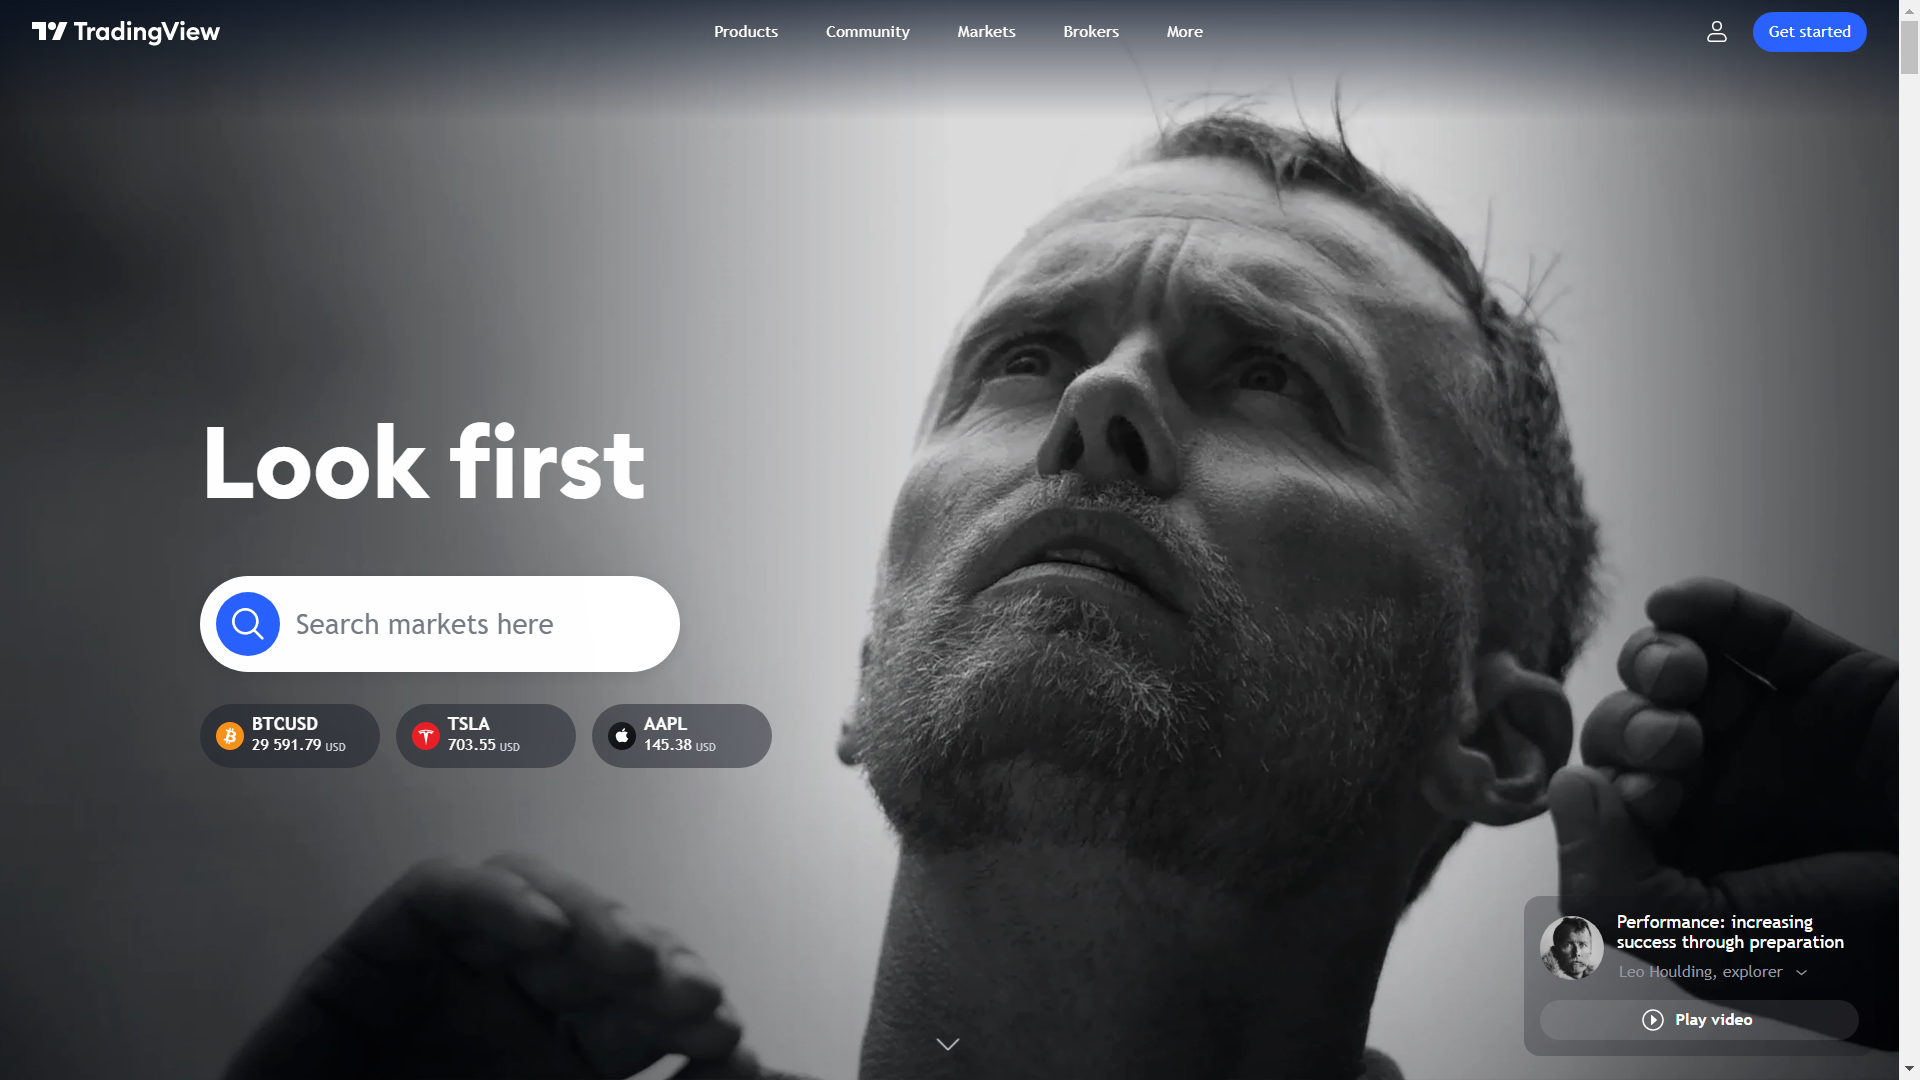 TradingView
Products
Community
Markets
Brokers
More
Get started
Look first
Search markets here
BTCUSD
29 591.79 USD
TSLA
703.55 USD
AAPL
145.38 USD
Performance: increasing
success through preparation
Leo Houlding, explorer
Play video